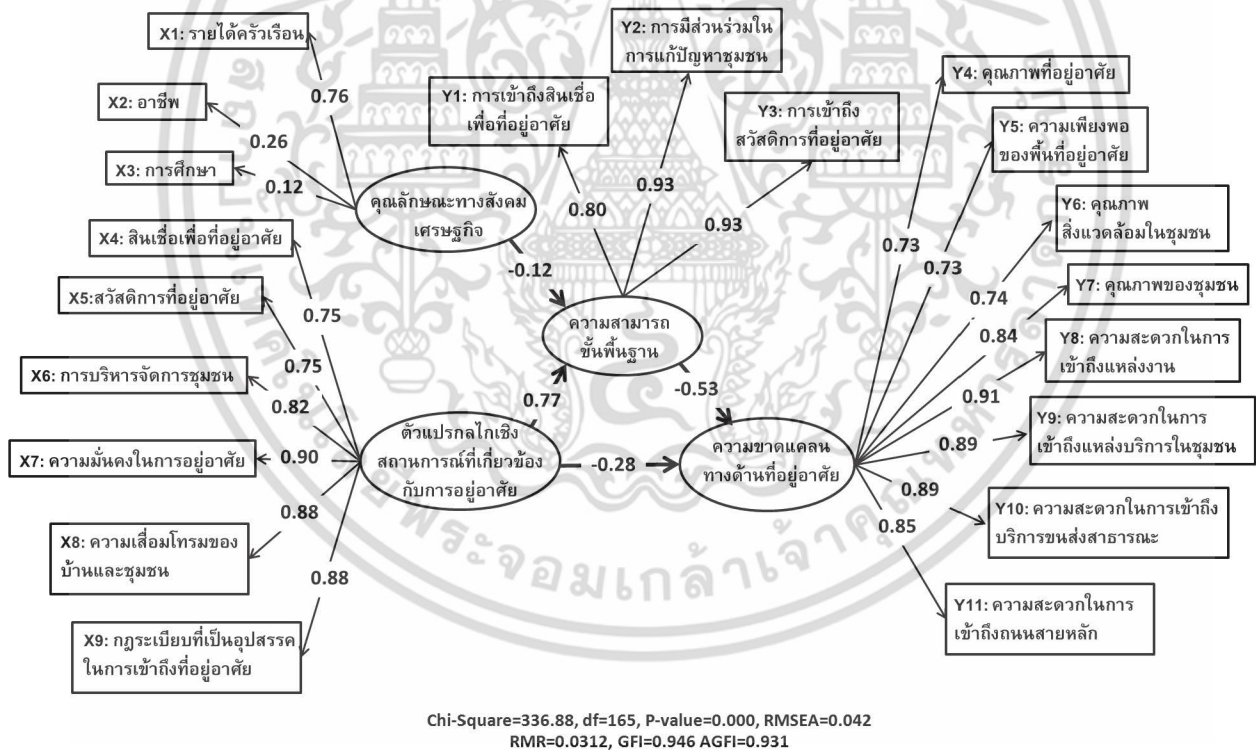 X1: รายได้ครัวเรือน
X2: อาชีพ
X3: การศึกษา
X4: สินเชื่อเพื่อที่อยู่อาศัย
X5:สวัสดิการที่อยู่อาศัย
X6: การบริหารจัดการชุมชน
X7: ความมั่นคงในการอยู่อาศัย
X8: ความเสื่อมโทรมของ
บ้านและชุมชน
X9: กฎระเบียบที่เป็นอุปสรรค
ในการเข้าถึงที่อยู่อาศัย
0.76
0.26
0.12
0.75
0.75
0.82
0.90
0.88
0.88
คุณลักษณะทางสังคม
เศรษฐกิจ
ตัวแปรกลไกเชิง
สถานการณ์ที่เกี่ยวข้อง
กับการอยู่อาศัย
-0.12
0.77
-0.28
Y1: การเข้าถึงสินเชื่อ
เพื่อที่อยู่อาศัย
Y2: การมีส่วนร่วมใน
การแก้ปัญหาชุมชน
Y3: การเข้าถึง
สวัสดิการที่อยู่อาศัย
0.80
0.93
0.93
ความสามารถ
ขั้นพื้นฐาน
-0.53
ความขาดแคลน
ทางด้านที่อยู่อาศัย
0.73
0.73
0.74
0.84
0.91
0.89
0.89
0.85
Y4: คุณภาพที่อยู่อาศัย
Y5: ความเพียงพอ
ของพื้นที่อยู่อาศัย
Y6: คุณภาพ
สิ่งแวดล้อมในชุมชน
Y7: คุณภาพของชุมชน
Y8: ความสะดวกในการ
เข้าถึงแหล่งงาน
Y9: ความสะดวกในการ
เข้าถึงแหล่งบริการในชุมชน
Y10: ความสะดวกในการเข้าถึง
บริการขนส่งสาธารณะ
Y11: ความสะดวกในการ
เข้าถึงถนนสายหลัก
Chi-Square=336.88, df=165, P-value=0.000, RMSEA=0.042
RMR=0.0312, GFI=0.946 AGFI=0.931